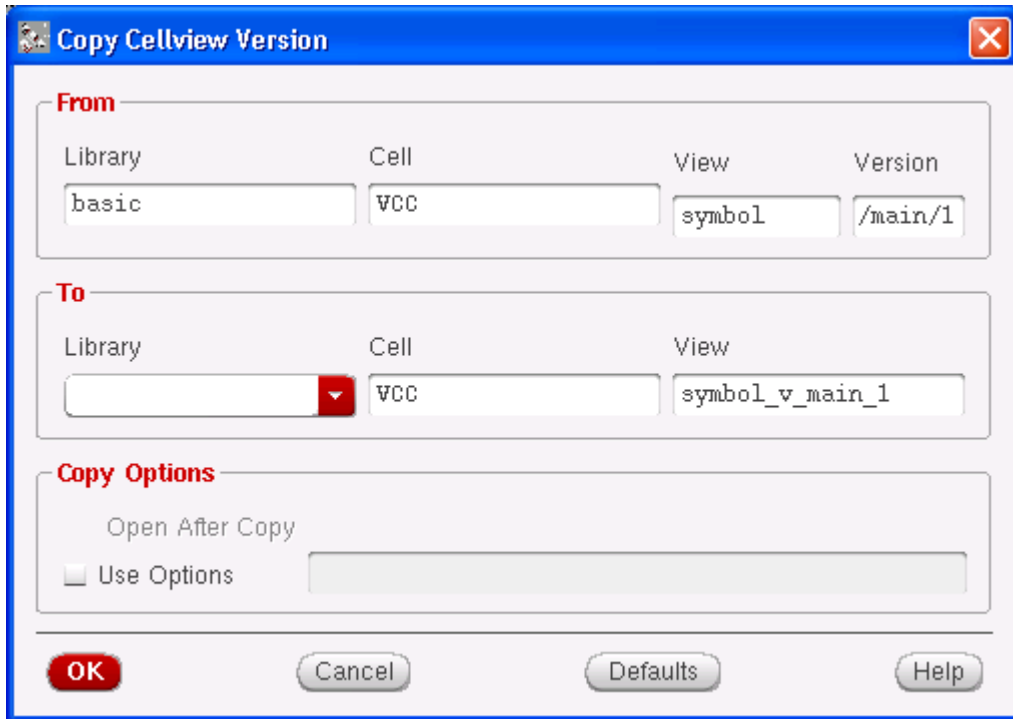 Copy Cellview Version
From
Library Cell View Version
basic VCC symbol /main/1
To
Library Cell View
VCC symbol_v_main_1
Copy Options
Open After Copy
Use Options
OK Cancel Defaults Help